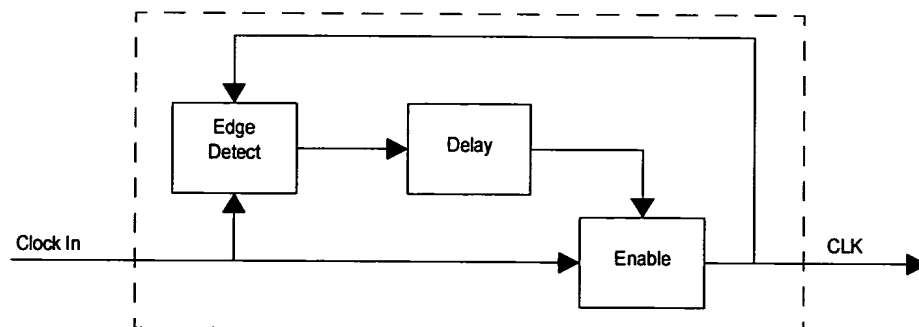 Edge
Detect
Delay
Clock In
Enable
CLK